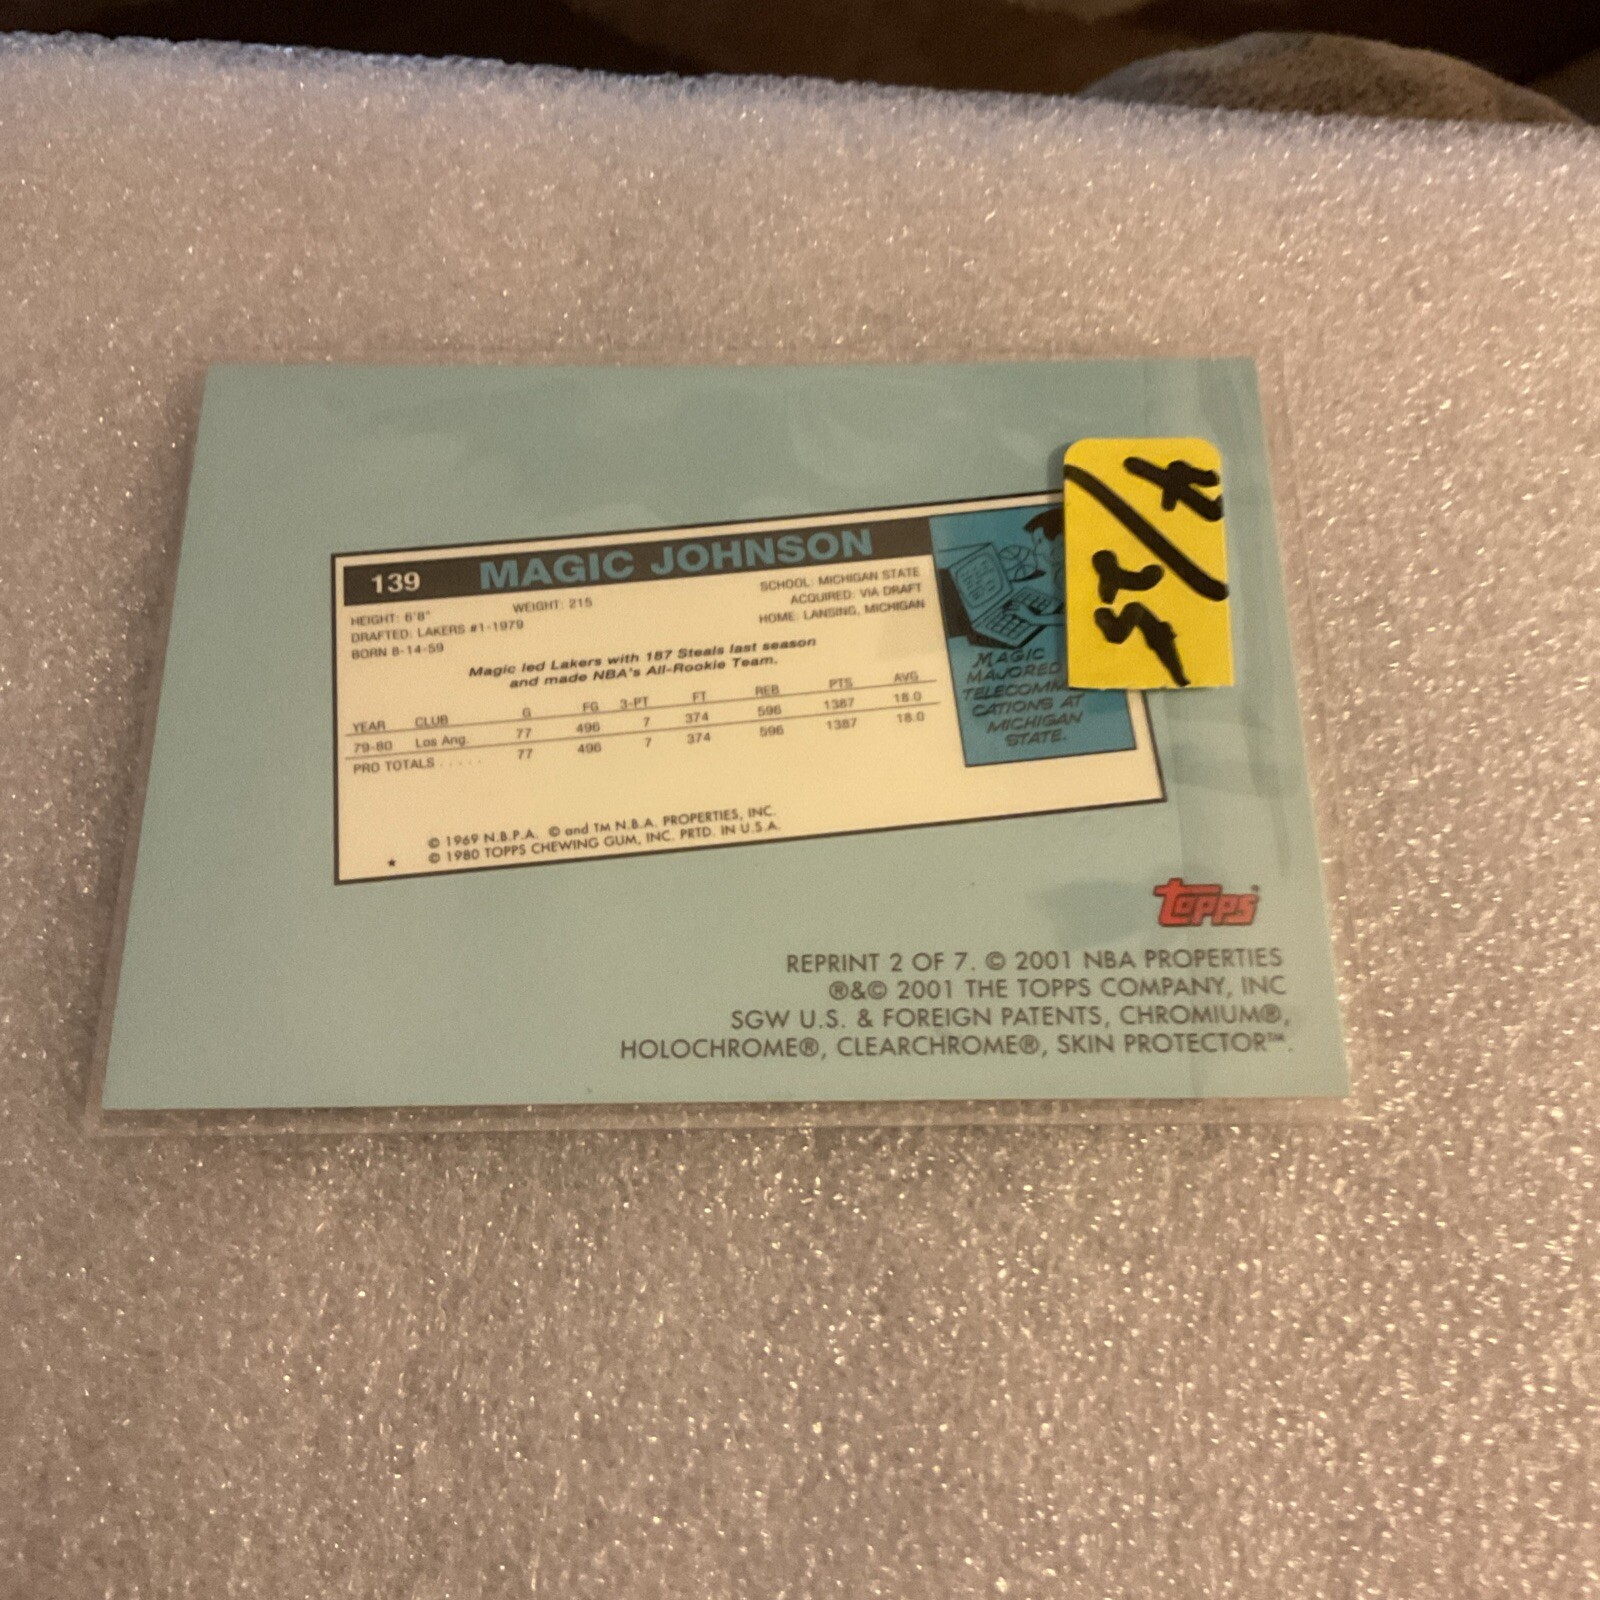 139 MAGIC JOHNSON
HEIGHT: 6'8" WEIGHT: 215 SCHOOL: MICHIGAN STATE
DRAFTED: LAKERS #1-1979 ACQUIRED: VIA DRAFT
BORN 8-14-59 HOME: LANSING, MICHIGAN
Magic led Lakers with 187 Steals last season
and made NBA's All-Rookie Team.
YEAR CLUB G FG 3-PT FT REB PTS AVG
79-80 Los Ang. 77 496 7 374 596 1387 18.0
PRO TOTALS ..... 77 496 7 374 596 1387 18.0
© 1969 N.B.P.A. © and TM N.B.A. PROPERTIES, INC.
* © 1980 TOPPS CHEWING GUM, INC. PRTD. IN U.S.A.
MAGIC
MAJORED
TELECOMM
CATIONS AT
MICHIGAN
STATE.
Topps®
REPRINT 2 OF 7. © 2001 NBA PROPERTIES
®&© 2001 THE TOPPS COMPANY, INC
SGW U.S. & FOREIGN PATENTS, CHROMIUM®,
HOLOCHROME®, CLEARCHROME®, SKIN PROTECTOR™.